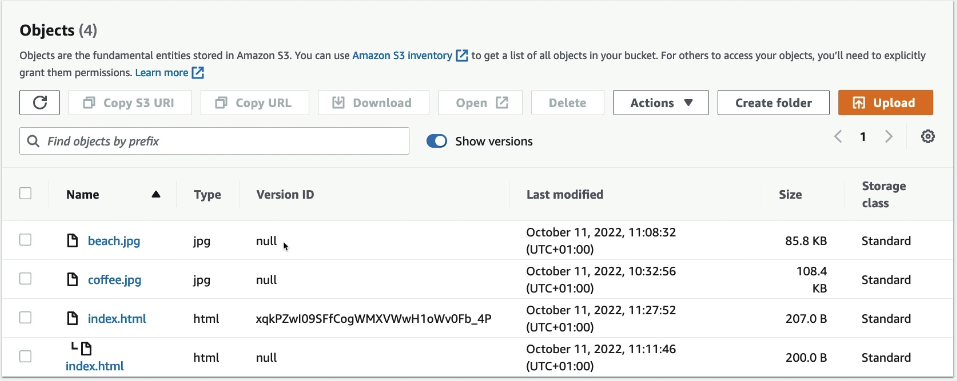 Objects (4)
Objects are the fundamental entities stored in Amazon S3. You can use Amazon S3 inventory to get a list of all objects in your bucket. For others to access your objects, you'll need to explicitly
grant them permissions. Learn more
Copy S3 URI Copy URL Download Open Delete Actions Create folder Upload
Find objects by prefix Show versions 1
Name Type Version ID Last modified Size Storage class
beach.jpg jpg null October 11, 2022, 11:08:32 (UTC+01:00) 85.8 KB Standard
coffee.jpg jpg null October 11, 2022, 10:32:56 (UTC+01:00) 108.4 KB Standard
index.html html xqkPZwI09SFfCogWMXVWwH1oWv0Fb_4P October 11, 2022, 11:27:52 (UTC+01:00) 207.0 B Standard
index.html html null October 11, 2022, 11:11:46 (UTC+01:00) 200.0 B Standard